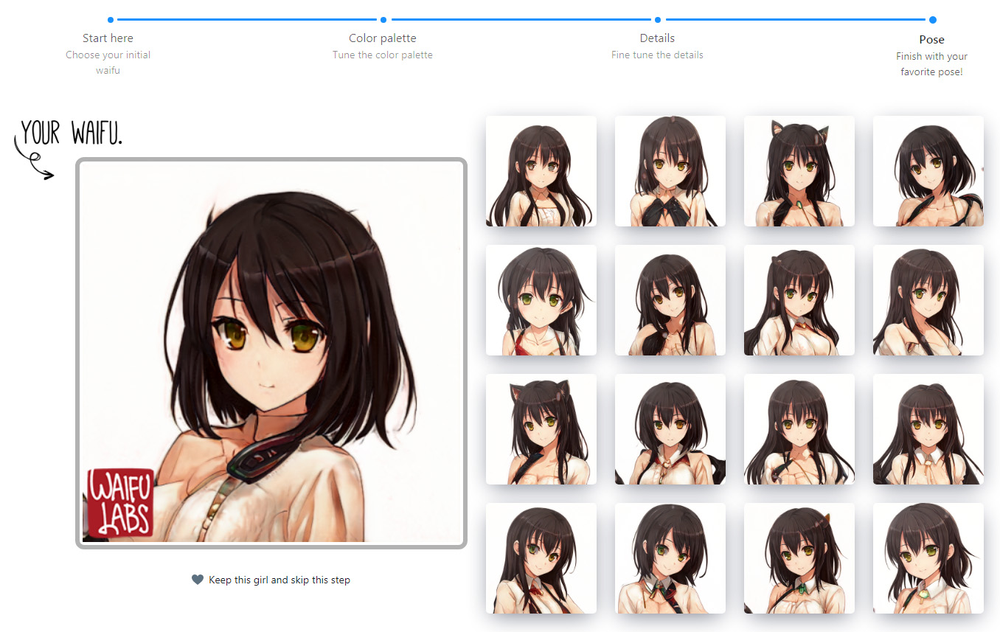 Start here
Choose your initial
waifu
Color palette
Tune the color palette
Details
Fine tune the details
Pose
Finish with your
favorite pose!
YOUR WAIFU.
WAIFU
LABS
Keep this girl and skip this step